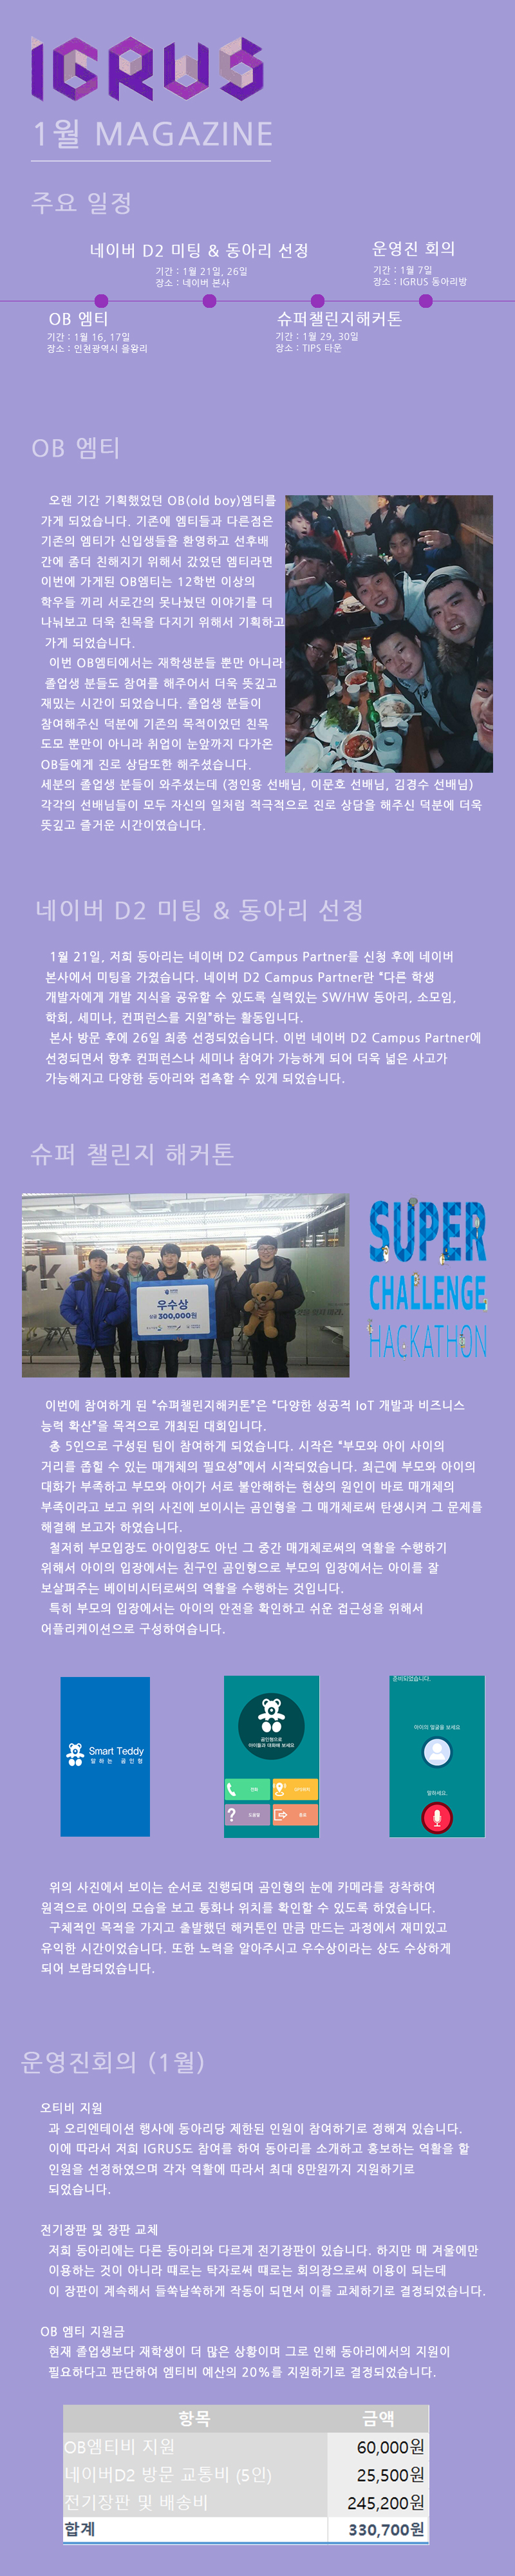 IGRUS
1월 MAGAZINE
주요 일정
네이버 D2 미팅 & 동아리 선정
기간 : 1월 21일, 26일
장소 : 네이버 본사
운영진 회의
기간 : 1월 7일
장소 : IGRUS 동아리방
OB 엠티
기간 : 1월 16, 17일
장소 : 인천광역시 을왕리
슈퍼챌린지해커톤
기간 : 1월 29, 30일
장소 : TIPS 타운
OB 엠티
오랜 기간 기획했었던 OB(old boy)엠티를
가게 되었습니다. 기존에 엠티들과 다른점은
기존의 엠티가 신입생들을 환영하고 선후배
간에 좀더 친해지기 위해서 갔었던 엠티라면
이번에 가게된 OB엠티는 12학번 이상의
학우들 끼리 서로간의 못나눴던 이야기를 더
나눠보고 더욱 친목을 다지기 위해서 기획하고
가게 되었습니다.
이번 OB엠티에서는 재학생분들 뿐만 아니라
졸업생 분들도 참여를 해주어서 더욱 뜻깊고
재밌는 시간이 되었습니다. 졸업생 분들이
참여해주신 덕분에 기존의 목적이었던 친목
도모 뿐만이 아니라 취업이 눈앞까지 다가온
OB들에게 진로 상담또한 해주셨습니다.
세분의 졸업생 분들이 와주셨는데 (정인용 선배님, 이문호 선배님, 김경수 선배님)
각각의 선배님들이 모두 자신의 일처럼 적극적으로 진로 상담을 해주신 덕분에 더욱
뜻깊고 즐거운 시간이였습니다.
네이버 D2 미팅 & 동아리 선정
1월 21일, 저희 동아리는 네이버 D2 Campus Partner를 신청 후에 네이버
본사에서 미팅을 가졌습니다. 네이버 D2 Campus Partner란 "다른 학생
개발자에게 개발 지식을 공유할 수 있도록 실력있는 SW/HW 동아리, 소모임,
학회, 세미나, 컨퍼런스를 지원"하는 활동입니다.
본사 방문 후에 26일 최종 선정되었습니다. 이번 네이버 D2 Campus Partner에
선정되면서 향후 컨퍼런스나 세미나 참여가 가능하게 되어 더욱 넓은 사고가
가능해지고 다양한 동아리와 접촉할 수 있게 되었습니다.
슈퍼 챌린지 해커톤
우수상
300,000원
SUPER
CHALLENGE
HACKATHON
이번에 참여하게 된 "슈펴챌린지해커톤"은 "다양한 성공적 IoT 개발과 비즈니스
능력 확산"을 목적으로 개최된 대회입니다.
총 5인으로 구성된 팀이 참여하게 되었습니다. 시작은 "부모와 아이 사이의
거리를 좁힐 수 있는 매개체의 필요성"에서 시작되었습니다. 최근에 부모와 아이의
대화가 부족하고 부모와 아이가 서로 불안해하는 현상의 원인이 바로 매개체의
부족이라고 보고 위의 사진에 보이시는 곰인형을 그 매개체로써 탄생시켜 그 문제를
해결해 보고자 하였습니다.
철저히 부모입장도 아이입장도 아닌 그 중간 매개체로써의 역활을 수행하기
위해서 아이의 입장에서는 친구인 곰인형으로 부모의 입장에서는 아이를 잘
보살펴주는 베이비시터로써의 역활을 수행하는 것입니다.
특히 부모의 입장에서는 아이의 안전을 확인하고 쉬운 접근성을 위해서
어플리케이션으로 구성하여습니다.
Smart Teddy
말 하 는 곰 인 형
곰인형으로
아이들과 대화해 보세요
전화
도움말
종료
준비되었습니다.
아이의 얼굴을 보세요
말하세요.
위의 사진에서 보이는 순서로 진행되며 곰인형의 눈에 카메라를 장착하여
원격으로 아이의 모습을 보고 통화나 위치를 확인할 수 있도록 하였습니다.
구체적인 목적을 가지고 출발했던 해커톤인 만큼 만드는 과정에서 재미있고
유익한 시간이었습니다. 또한 노력을 알아주시고 우수상이라는 상도 수상하게
되어 보람되었습니다.
운영진회의 (1월)
오티비 지원
과 오리엔테이션 행사에 동아리당 제한된 인원이 참여하기로 정해져 있습니다.
이에 따라서 저희 IGRUS도 참여를 하여 동아리를 소개하고 홍보하는 역활을 할
인원을 선정하였으며 각자 역활에 따라서 최대 8만원까지 지원하기로
되었습니다.
전기장판 및 장판 교체
저희 동아리에는 다른 동아리와 다르게 전기장판이 있습니다. 하지만 매 겨울에만
이용하는 것이 아니라 때로는 탁자로써 때로는 회의장으로써 이용이 되는데
이 장판이 계속해서 들쑥날쑥하게 작동이 되면서 이를 교체하기로 결정되었습니다.
OB 엠티 지원금
현재 졸업생보다 재학생이 더 많은 상황이며 그로 인해 동아리에서의 지원이
필요하다고 판단하여 엠티비 예산의 20%를 지원하기로 결정되었습니다.
항목 금액
OB엠티비 지원 60,000원
네이버D2 방문 교통비 (5인) 25,500원
전기장판 및 배송비 245,200원
합계 330,700원